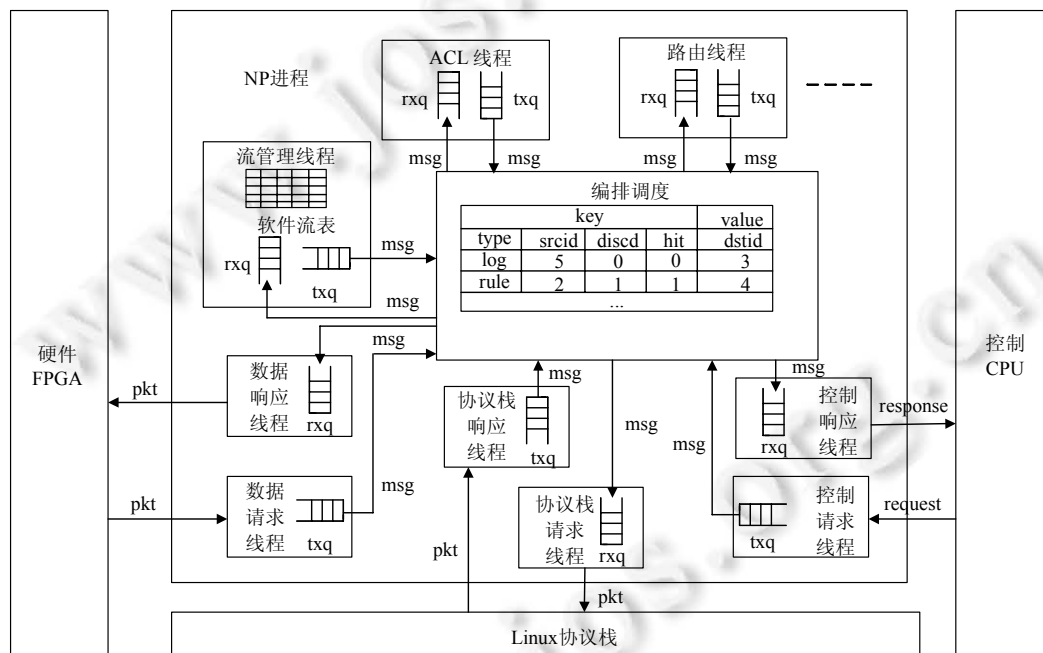 NP进程
ACL 线程
rxq
txq
路由线程
rxq
txq
msg
msg
msg
msg
流管理线程
软件流表
rxq
txq
msg
msg
编排调度
key
value
type
srcid
discd
hit
dstid
log
5
0
0
3
rule
2
1
1
4
...
硬件
FPGA
控制
CPU
pkt
数据
响应
线程
rxq
msg
协议栈
响应
线程
txq
msg
msg
msg
msg
rxq
控制
响应
线程
response
pkt
数据
请求
线程
txq
msg
协议栈
请求
线程
rxq
txq
控制
请求
线程
request
pkt
pkt
Linux协议栈